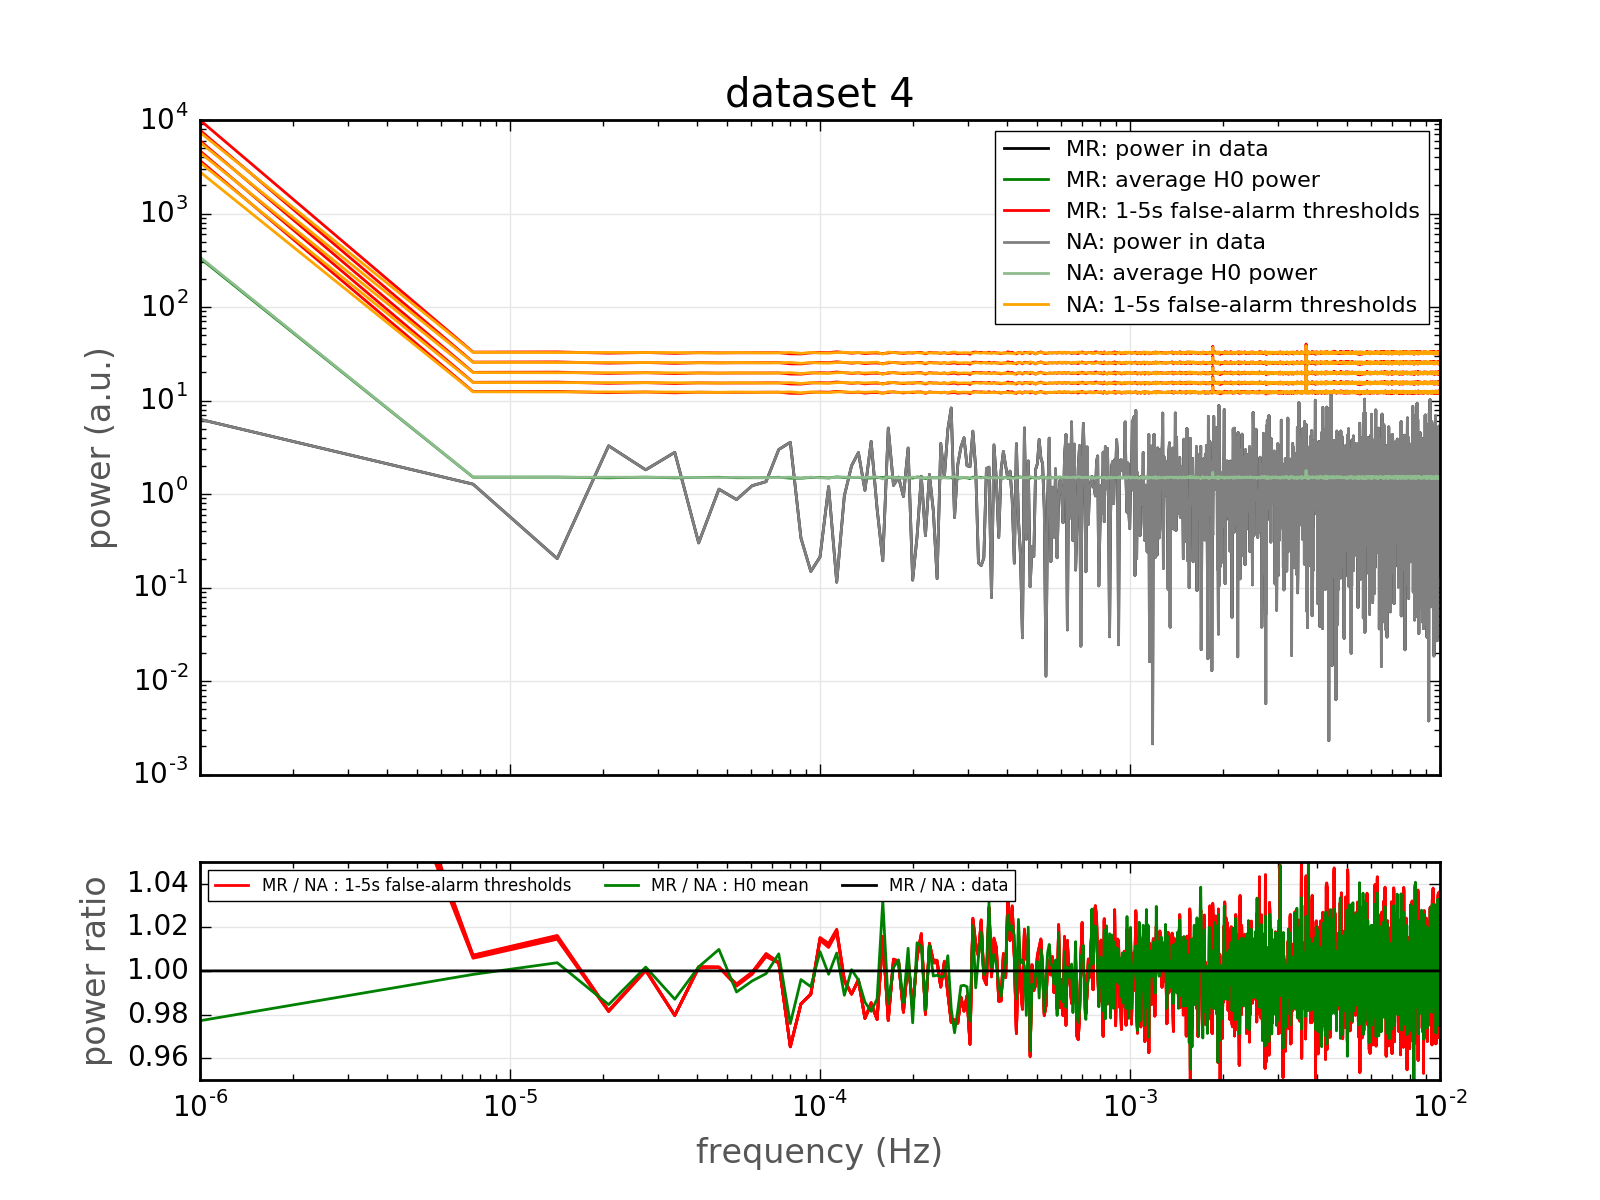 dataset 4
10^4
10^3
10^2
10^1
10^0
10^-1
10^-2
10^-3
power (a.u.)
MR: power in data
MR: average H0 power
MR: 1-5s false-alarm thresholds
NA: power in data
NA: average H0 power
NA: 1-5s false-alarm thresholds
1.04
1.02
1.00
0.98
0.96
power ratio
MR / NA : 1-5s false-alarm thresholds MR / NA : H0 mean MR / NA : data
10^-6 10^-5 10^-4 10^-3 10^-2
frequency (Hz)